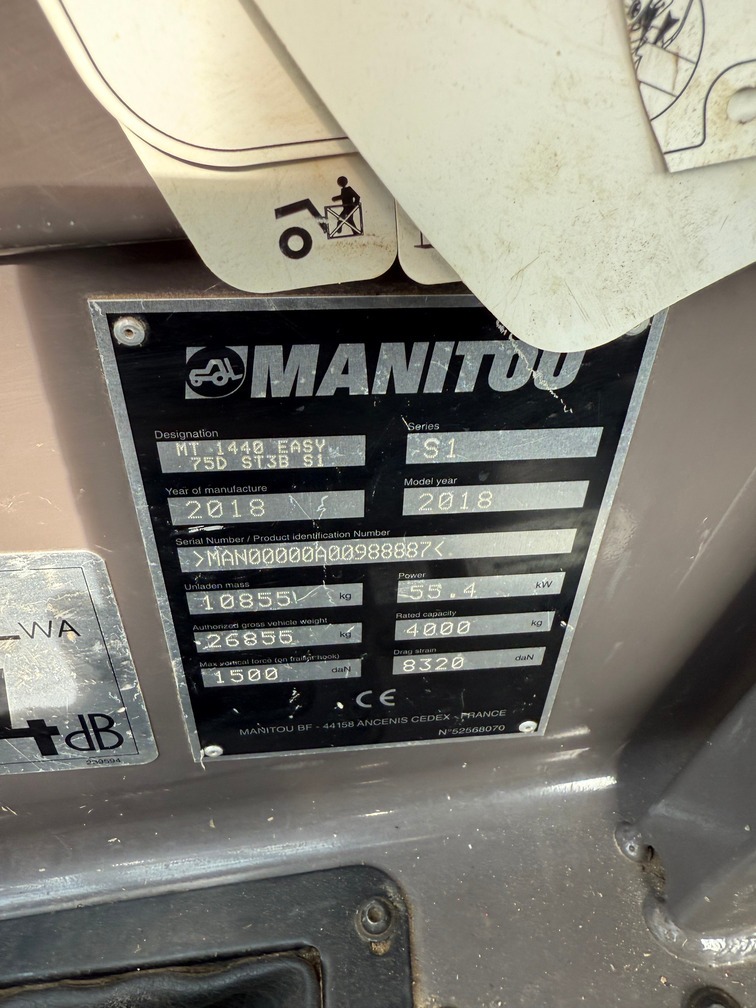 MANITOU
Designation
MT 1440 EASY
75D ST3B S1
Series
S1
Year of manufacture
2018
Model year
2018
Serial Number / Product identification Number
>MAN00000A00988887<
Unladen mass
10855 kg
Power
55.4 kW
Authorized gross vehicle weight
26855 kg
Rated capacity
4000 kg
Max vertical force (on trailer hook)
1500 daN
Drag strain
8320 daN
CE
MANITOU BF - 44158 ANCENIS CEDEX - FRANCE
N°52568070
WA
dB